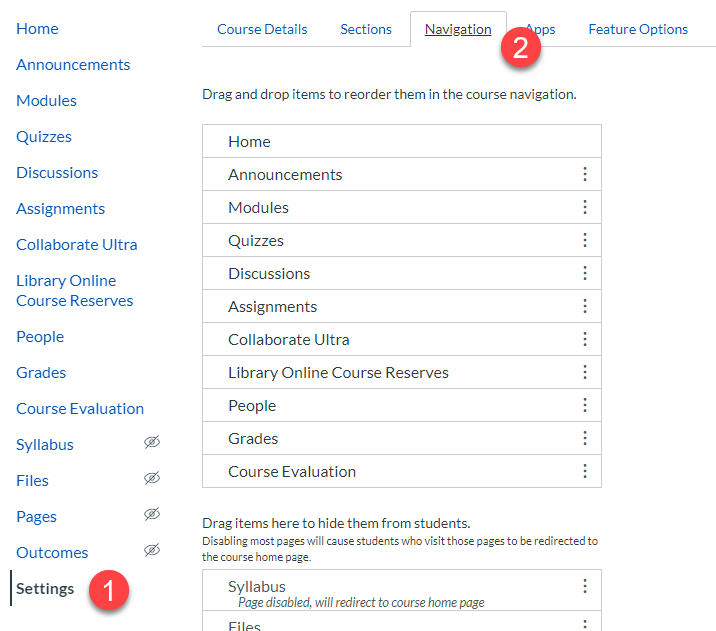 Home
Announcements
Modules
Quizzes
Discussions
Assignments
Collaborate Ultra
Library Online
Course Reserves
People
Grades
Course Evaluation
Syllabus
Files
Pages
Outcomes
Settings
1
Course Details Sections Navigation Apps Feature Options
2
Drag and drop items to reorder them in the course navigation.
Home
Announcements
Modules
Quizzes
Discussions
Assignments
Collaborate Ultra
Library Online Course Reserves
People
Grades
Course Evaluation
Drag items here to hide them from students.
Disabling most pages will cause students who visit those pages to be redirected to
the course home page.
Syllabus
Page disabled, will redirect to course home page
Files